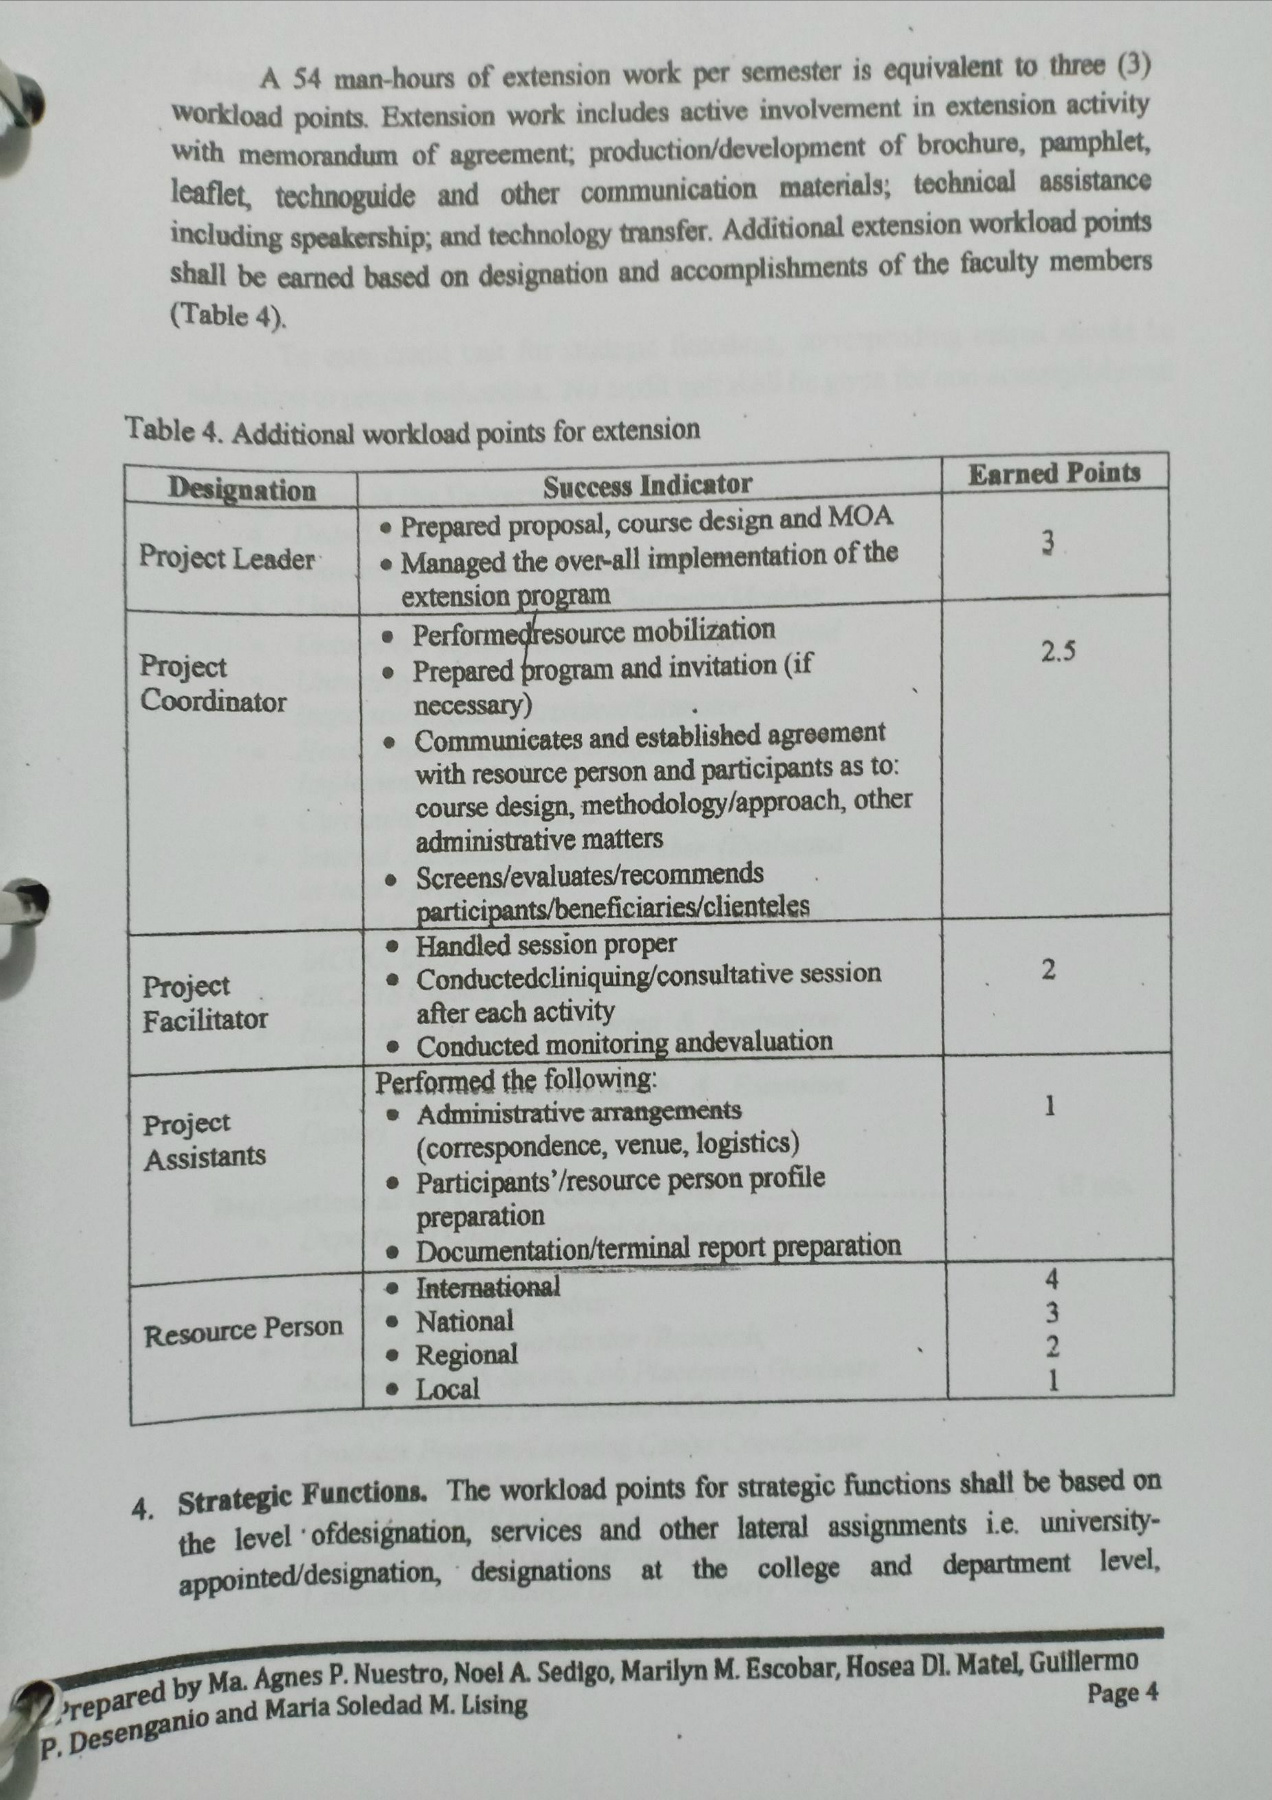 A 54 man-hours of extension work per semester is equivalent to three (3)
workload points. Extension work includes active involvement in extension activity
with memorandum of agreement; production/development of brochure, pamphlet,
leaflet, technoguide and other communication materials; technical assistance
including speakership; and technology transfer. Additional extension workload points
shall be earned based on designation and accomplishments of the faculty members
(Table 4).
Table 4. Additional workload points for extension
Designation Success Indicator Earned Points
Project Leader
• Prepared proposal, course design and MOA
• Managed the over-all implementation of the
extension program
3
Project
Coordinator
• Performedresource mobilization
• Prepared program and invitation (if
necessary)
• Communicates and established agreement
with resource person and participants as to:
course design, methodology/approach, other
administrative matters
• Screens/evaluates/recommends
participants/beneficiaries/clienteles
2.5
Project
Facilitator
• Handled session proper
• Conductedcliniquing/consultative session
after each activity
• Conducted monitoring andevaluation
2
Project
Assistants
Performed the following:
• Administrative arrangements
(correspondence, venue, logistics)
• Participants’/resource person profile
preparation
• Documentation/terminal report preparation
1
Resource Person
• International 4
• National 3
• Regional 2
• Local 1
4. Strategic Functions. The workload points for strategic functions shall be based on
the level ofdesignation, services and other lateral assignments i.e. university-
appointed/designation, designations at the college and department level,
Prepared by Ma. Agnes P. Nuestro, Noel A. Sedigo, Marilyn M. Escobar, Hosea Dl. Matel, Guillermo
P. Desenganio and Maria Soledad M. Lising
Page 4